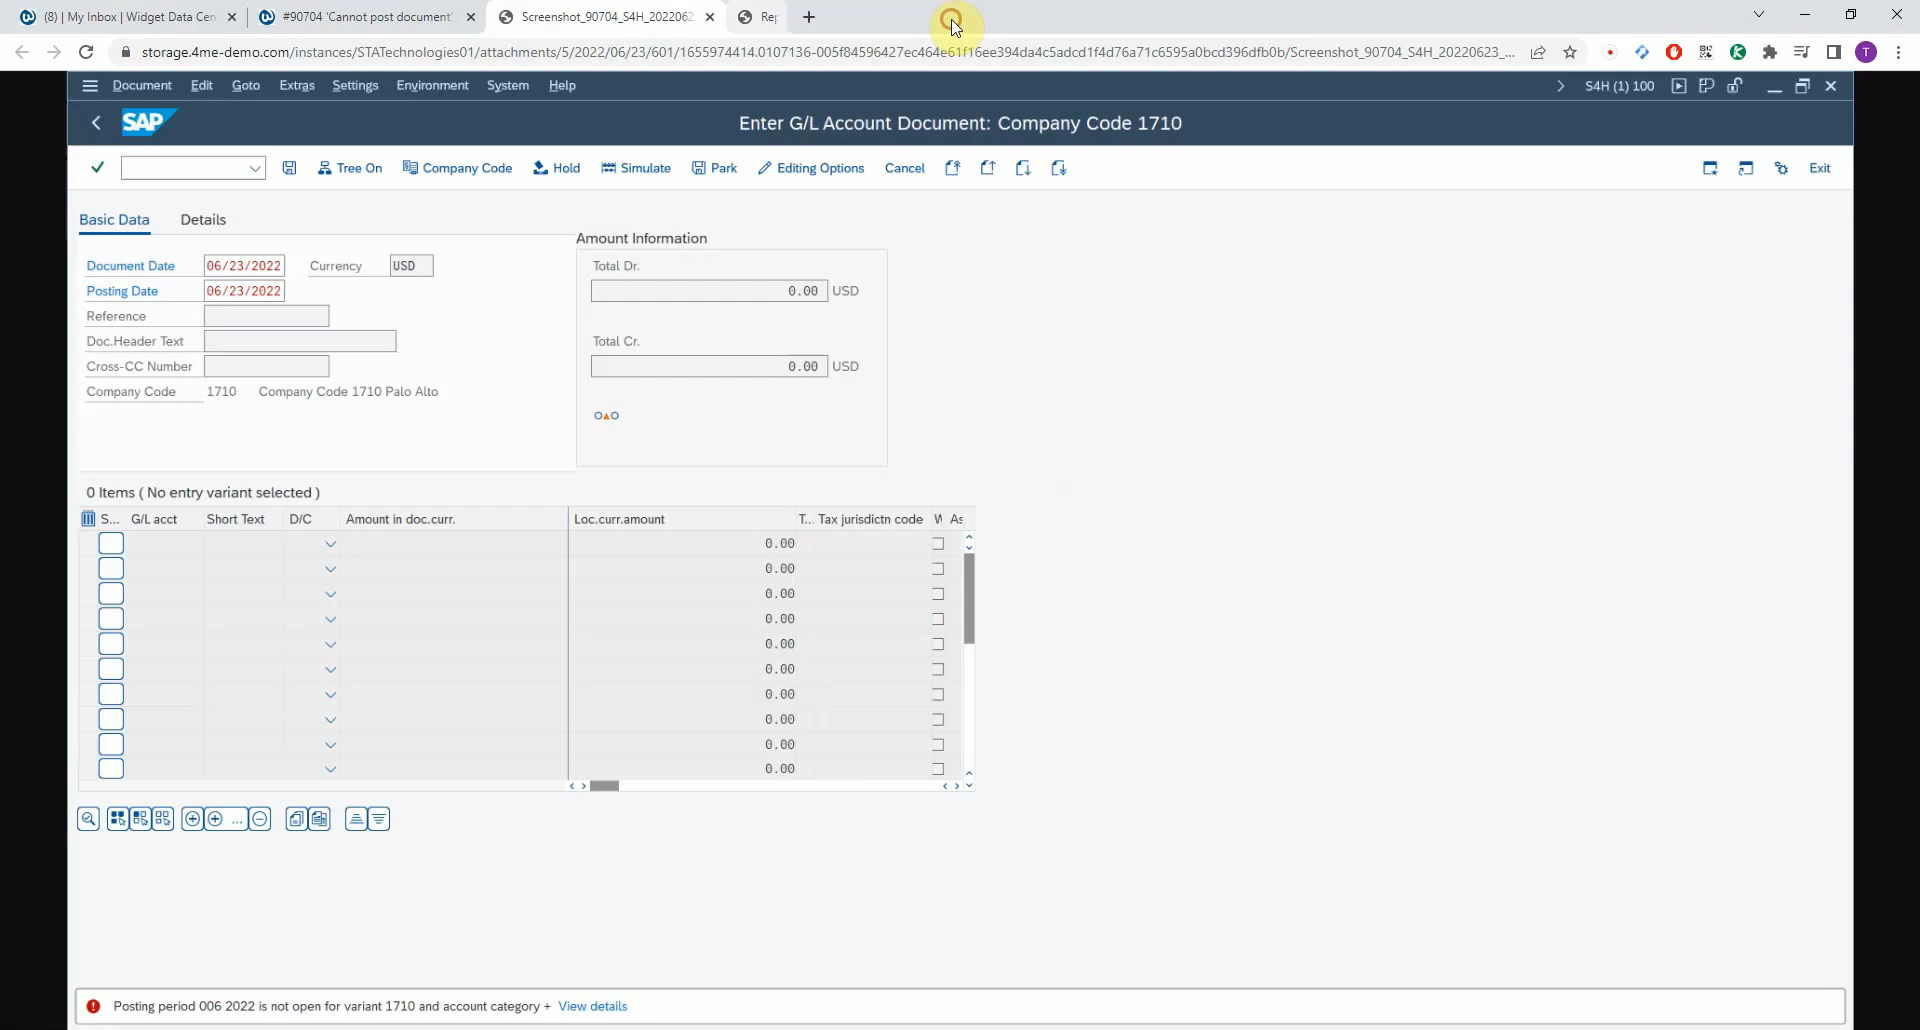 (8) | My Inbox | Widget Data Cen
#90704 'Cannot post document'
Screenshot_90704_S4H_2022062
Rep
storage.4me-demo.com/instances/STATechnologies01/attachments/5/2022/06/23/601/1655974414.0107136-005f84596427ec464e61f16ee394da4c5adcd1f4d76a71c6595a0bcd396dfb0b/Screenshot_90704_S4H_20220623_...
T
Document Edit Goto Extras Settings Environment System Help
S4H (1) 100
SAP
Enter G/L Account Document: Company Code 1710
Tree On Company Code Hold Simulate Park Editing Options Cancel
Exit
Basic Data Details
Amount Information
Document Date 06/23/2022 Currency USD
Total Dr.
Posting Date 06/23/2022
0.00 USD
Reference
Doc.Header Text
Total Cr.
Cross-CC Number
0.00 USD
Company Code 1710 Company Code 1710 Palo Alto
0 Items ( No entry variant selected )
S... G/L acct Short Text D/C Amount in doc.curr. Loc.curr.amount T... Tax jurisdictn code W As
0.00
0.00
0.00
0.00
0.00
0.00
0.00
0.00
0.00
0.00
...
Posting period 006 2022 is not open for variant 1710 and account category + View details